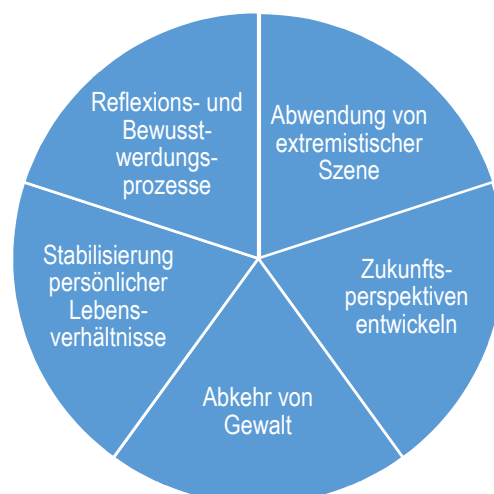 Abwendung von
extremistischer
Szene
Zukunfts-
perspektiven
entwickeln
Abkehr von
Gewalt
Stabilisierung
persönlicher
Lebens-
verhältnisse
Reflexions- und
Bewusst-
werdungs-
prozesse